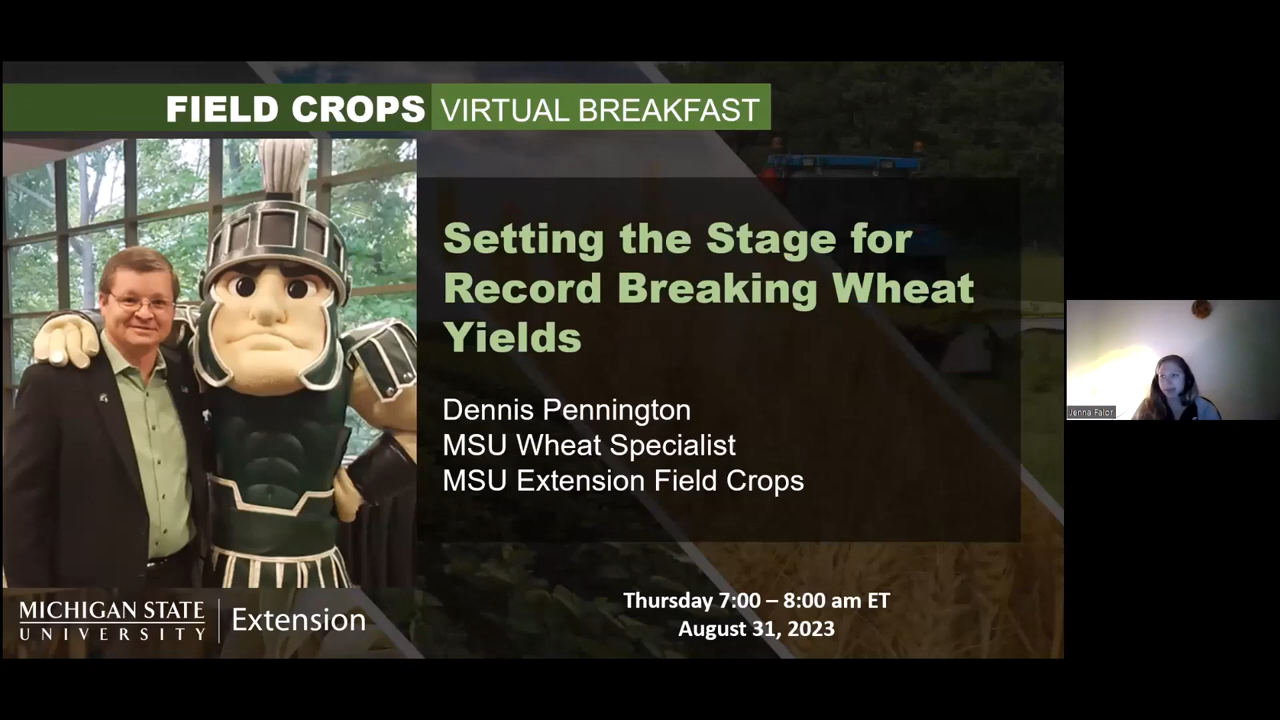 FIELD CROPS VIRTUAL BREAKFAST
Setting the Stage for
Record Breaking Wheat
Yields
Dennis Pennington
MSU Wheat Specialist
MSU Extension Field Crops
Thursday 7:00 – 8:00 am ET
August 31, 2023
MICHIGAN STATE
UNIVERSITY
Extension
Jenna Falor